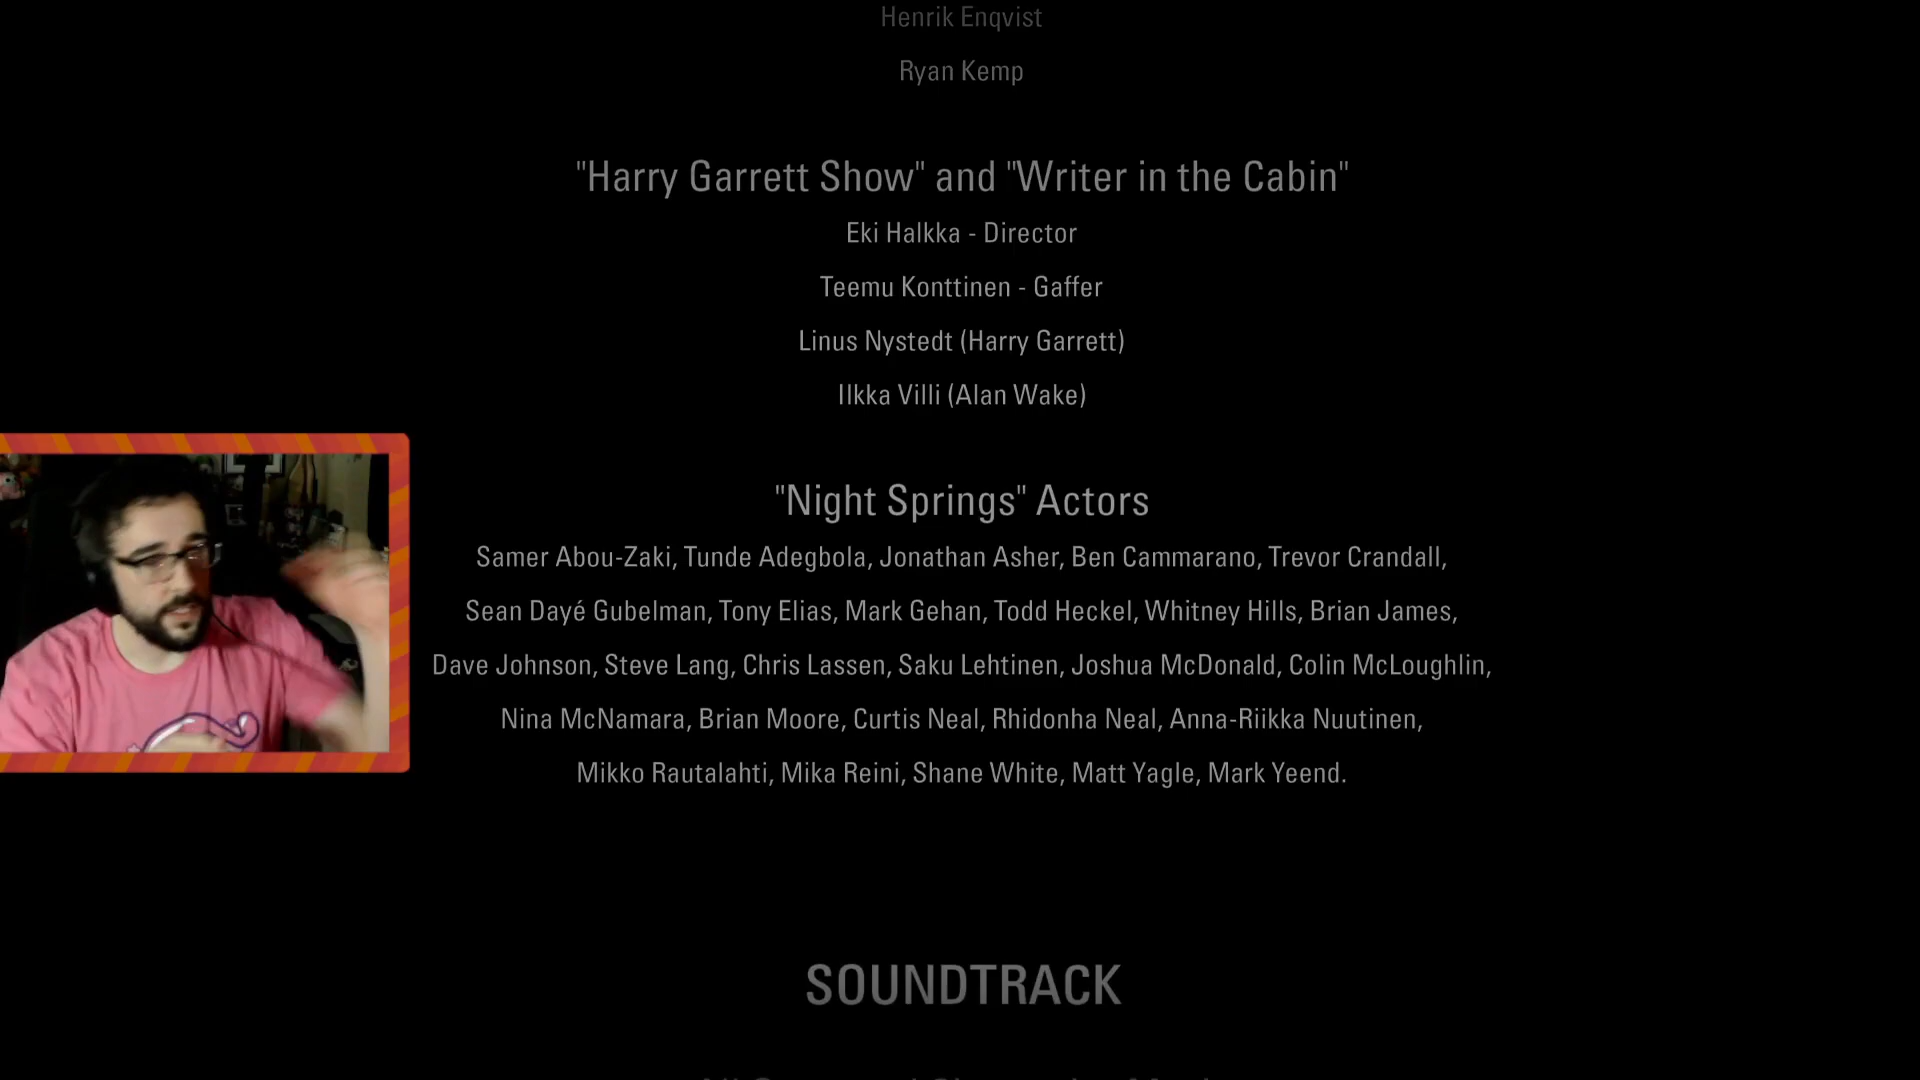 Henrik Enqvist
Ryan Kemp
"Harry Garrett Show" and "Writer in the Cabin"
Eki Halkka - Director
Teemu Konttinen - Gaffer
Linus Nystedt (Harry Garrett)
Ilkka Villi (Alan Wake)
"Night Springs" Actors
Samer Abou-Zaki, Tunde Adegbola, Jonathan Asher, Ben Cammarano, Trevor Crandall,
Sean Dayé Gubelman, Tony Elias, Mark Gehan, Todd Heckel, Whitney Hills, Brian James,
Dave Johnson, Steve Lang, Chris Lassen, Saku Lehtinen, Joshua McDonald, Colin McLoughlin,
Nina McNamara, Brian Moore, Curtis Neal, Rhidonha Neal, Anna-Riikka Nuutinen,
Mikko Rautalahti, Mika Reini, Shane White, Matt Yagle, Mark Yeend.
SOUNDTRACK